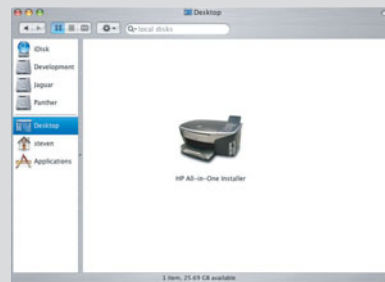 Desktop
local disks
iDisk
Development
Jaguar
Panther
Desktop
steven
Applications
HP All-in-One Installer
1 item, 25.69 GB available